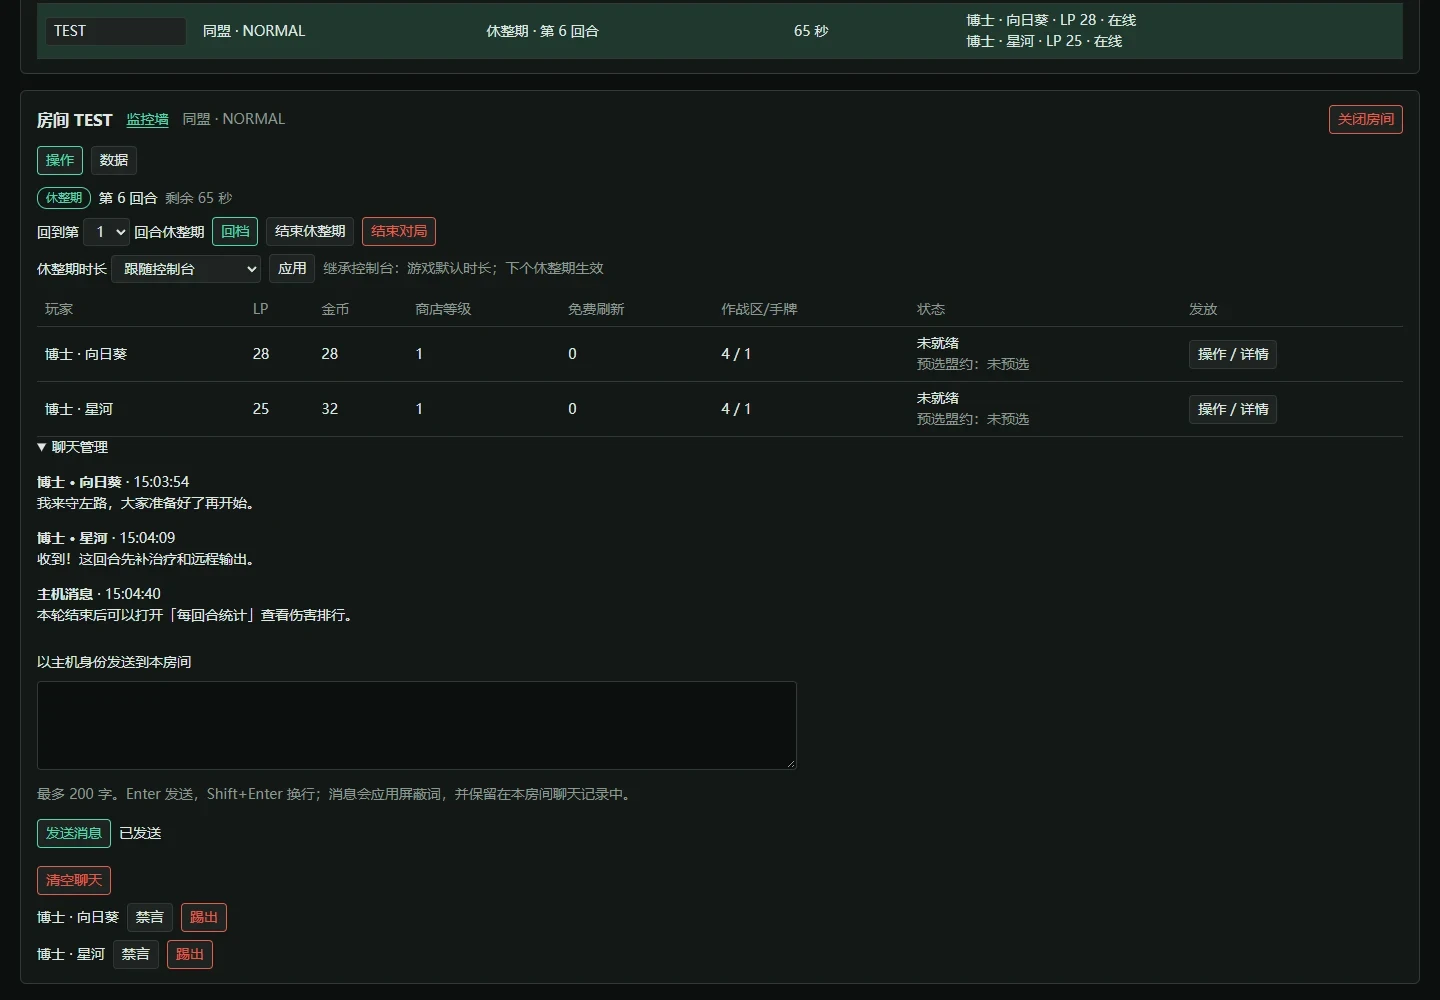 TEST 同盟 · NORMAL 休整期 · 第 6 回合 65 秒 博士 · 向日葵 · LP 28 · 在线
博士 · 星河 · LP 25 · 在线
房间 TEST 监控墙 同盟 · NORMAL 关闭房间
操作 数据
休整期 第 6 回合 剩余 65 秒
回到第 1 回合休整期 回档 结束休整期 结束对局
休整期时长 跟随控制台 应用 继承控制台：游戏默认时长；下个休整期生效
玩家 LP 金币 商店等级 免费刷新 作战区/手牌 状态 发放
博士 · 向日葵 28 28 1 0 4 / 1 未就绪 操作 / 详情
预选盟约：未预选
博士 · 星河 25 32 1 0 4 / 1 未就绪 操作 / 详情
预选盟约：未预选
▼ 聊天管理
博士 • 向日葵 · 15:03:54
我来守左路，大家准备好了再开始。
博士 • 星河 · 15:04:09
收到！这回合先补治疗和远程输出。
主机消息 · 15:04:40
本轮结束后可以打开「每回合统计」查看伤害排行。
以主机身份发送到本房间
最多 200 字。Enter 发送，Shift+Enter 换行；消息会应用屏蔽词，并保留在本房间聊天记录中。
发送消息 已发送
清空聊天
博士 · 向日葵 禁言 踢出
博士 · 星河 禁言 踢出